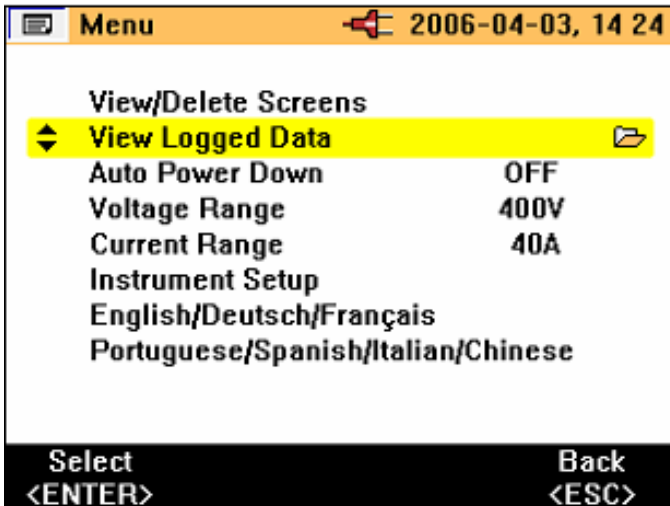 Menu 2006-04-03, 14 24
View/Delete Screens
View Logged Data
Auto Power Down OFF
Voltage Range 400V
Current Range 40A
Instrument Setup
English/Deutsch/Français
Portuguese/Spanish/Italian/Chinese
Select Back
<ENTER> <ESC>